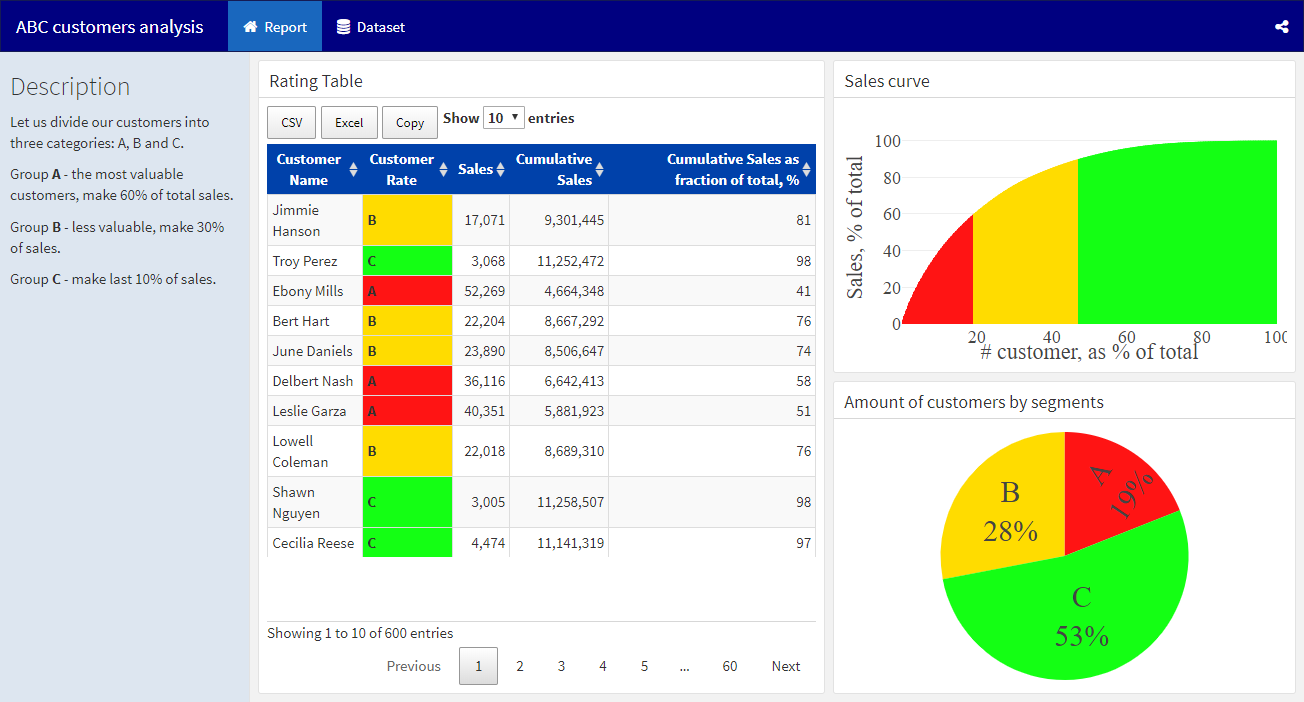 ABC customers analysis Report Dataset
Description
Let us divide our customers into
three categories: A, B and C.
Group A - the most valuable
customers, make 60% of total sales.
Group B - less valuable, make 30%
of sales.
Group C - make last 10% of sales.
Rating Table
CSV Excel Copy Show 10 entries
Customer Name Customer Rate Sales Cumulative Sales Cumulative Sales as fraction of total, %
Jimmie Hanson B 17,071 9,301,445 81
Troy Perez C 3,068 11,252,472 98
Ebony Mills A 52,269 4,664,348 41
Bert Hart B 22,204 8,667,292 76
June Daniels B 23,890 8,506,647 74
Delbert Nash A 36,116 6,642,413 58
Leslie Garza A 40,351 5,881,923 51
Lowell Coleman B 22,018 8,689,310 76
Shawn Nguyen C 3,005 11,258,507 98
Cecilia Reese C 4,474 11,141,319 97
Showing 1 to 10 of 600 entries
Previous 1 2 3 4 5 ... 60 Next
Sales curve
Sales, % of total
100
80
60
40
20
0
20 40 60 80 100
# customer, as % of total
Amount of customers by segments
A
19%
B
28%
C
53%